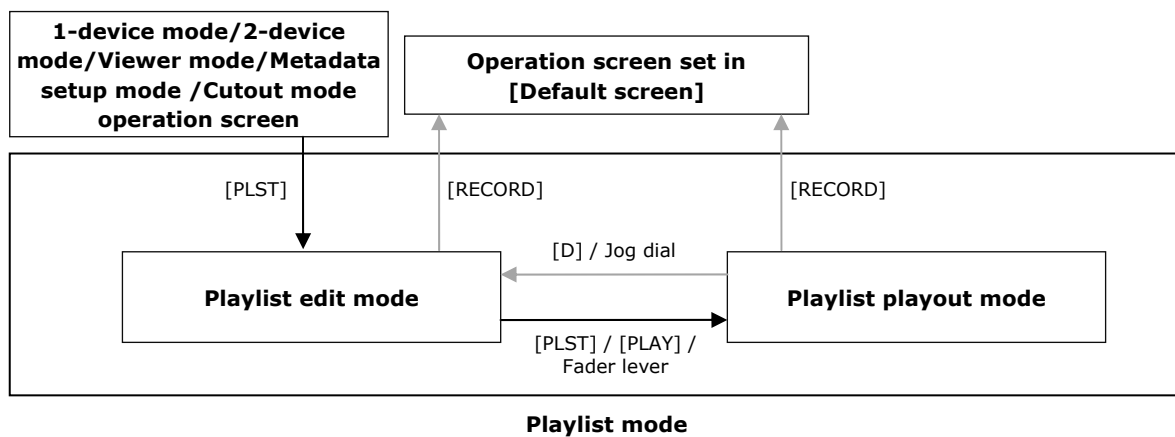 1-device mode/2-device
mode/Viewer mode/Metadata
setup mode /Cutout mode
operation screen
Operation screen set in
[Default screen]
[PLST]
[RECORD]
[RECORD]
[D] / Jog dial
Playlist edit mode
Playlist playout mode
[PLST] / [PLAY] /
Fader lever
Playlist mode